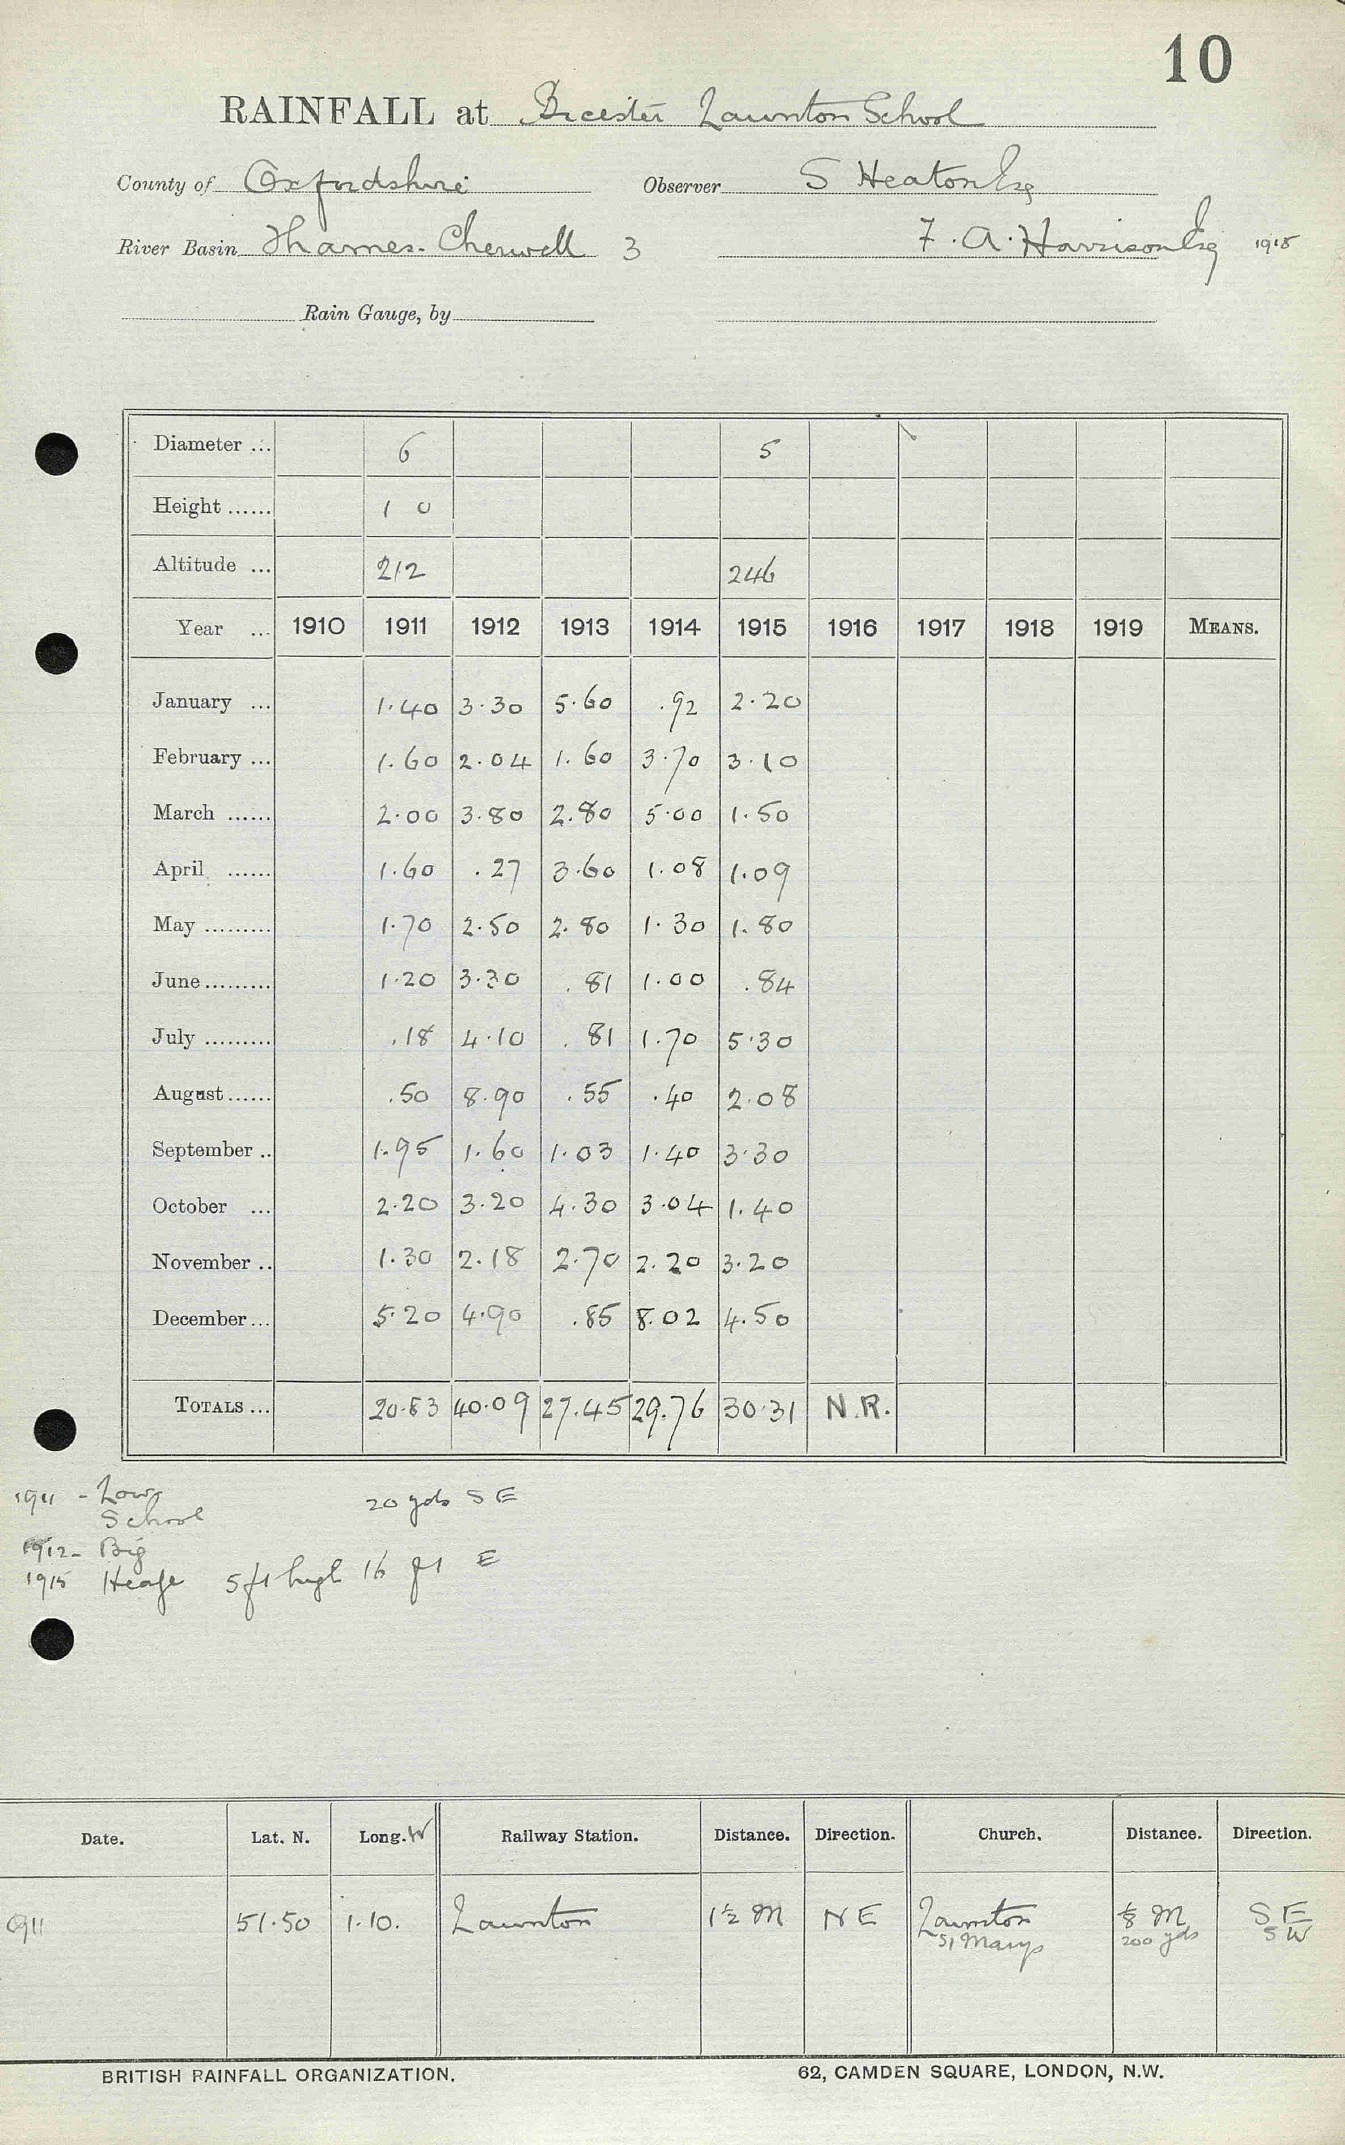 10
RAINFALL at Bicester Launton School
County of Oxfordshire Observer S Heaton Esq
River Basin Thames. Cherwell 3 F. A. Harrison Esq 1915
Rain Gauge, by
Diameter ... 6 5
Height ...... 1 0
Altitude ... 212 246
Year ... 1910 1911 1912 1913 1914 1915 1916 1917 1918 1919 MEANS.
January ... 1.40 3.30 5.60 .92 2.20
February ... 1.60 2.04 1.60 3.70 3.10
March ...... 2.00 3.80 2.80 5.00 1.50
April ...... 1.60 .27 3.60 1.08 1.09
May ......... 1.70 2.50 2.80 1.30 1.80
June ......... 1.20 3.30 .81 1.00 .84
July ......... .18 4.10 .81 1.70 5.30
August ...... .50 8.90 .55 .40 2.08
September .. 1.95 1.60 1.03 1.40 3.30
October ... 2.20 3.20 4.30 3.04 1.40
November .. 1.30 2.18 2.70 2.20 3.20
December ... 5.20 4.90 .85 8.02 4.50
TOTALS ... 20.83 40.09 27.45 29.76 30.31 N.R.
1911 - Low
School 20 yds S E
1912 - Big
1915 5 ft high 16 ft E
Date. Lat. N. Long. W Railway Station. Distance. Direction. Church. Distance. Direction.
1911 51.50 1.10. Launton 1½ M N E Launton ⅛ M S E
St Marys 200 yds S W
BRITISH RAINFALL ORGANIZATION. 62, CAMDEN SQUARE, LONDON, N.W.